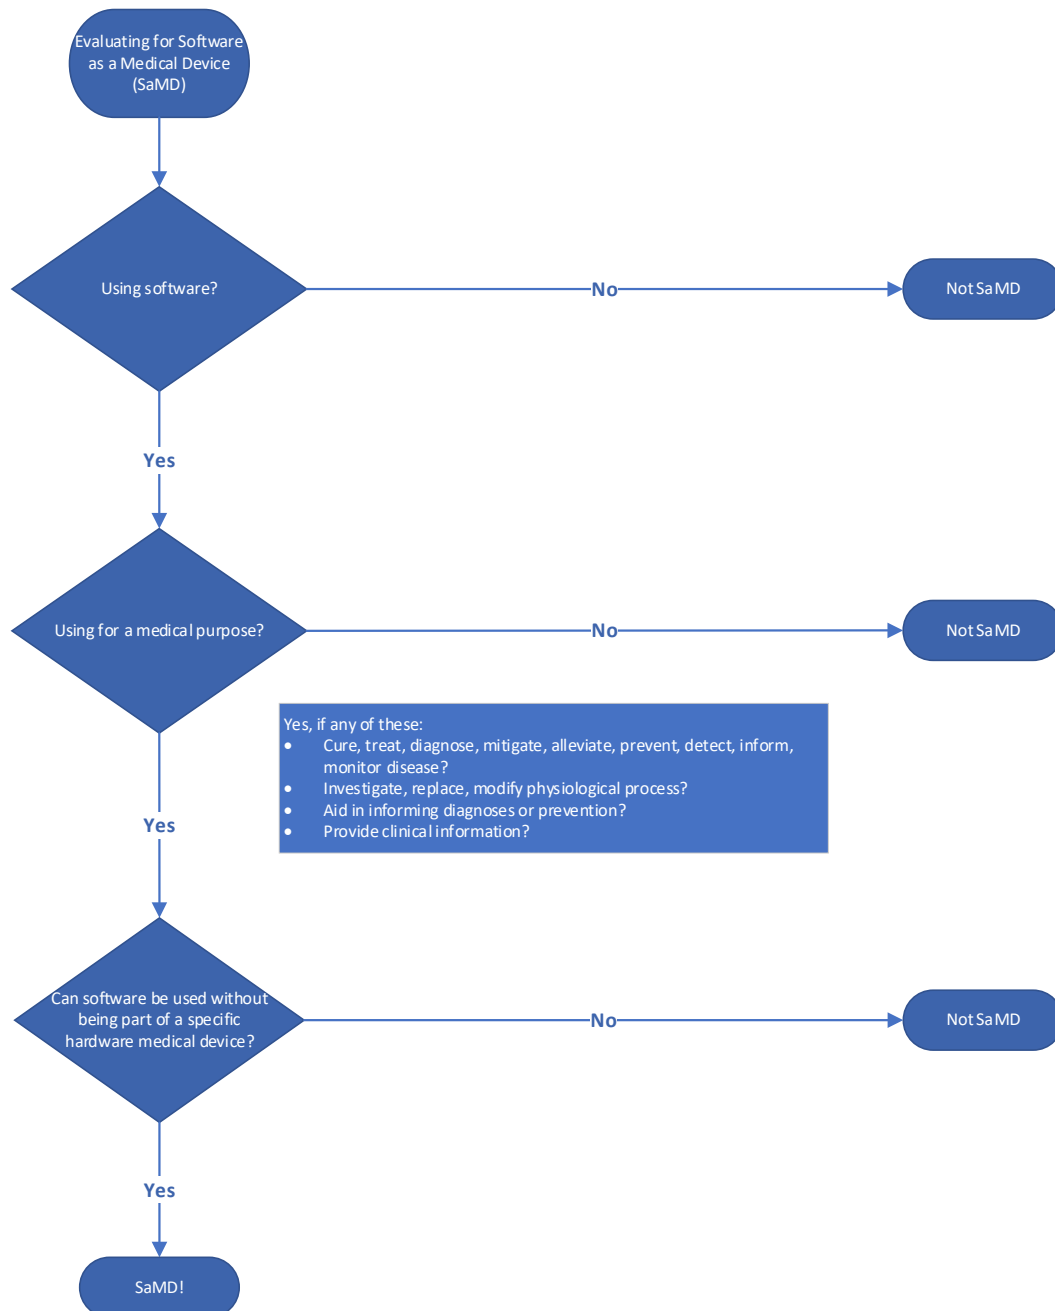 Evaluating for Software
as a Medical Device
(SaMD)
Using software?
No
Not SaMD
Yes
Using for a medical purpose?
No
Not SaMD
Yes, if any of these:
• Cure, treat, diagnose, mitigate, alleviate, prevent, detect, inform,
monitor disease?
• Investigate, replace, modify physiological process?
• Aid in informing diagnoses or prevention?
• Provide clinical information?
Yes
Can software be used without
being part of a specific
hardware medical device?
No
Not SaMD
Yes
SaMD!